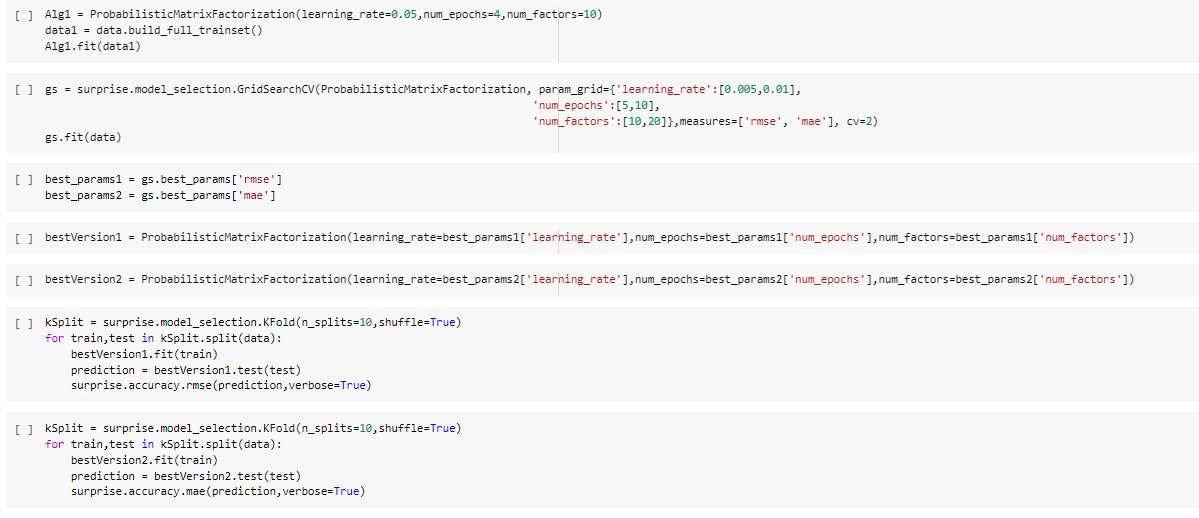 [ ] Alg1 = ProbabilisticMatrixFactorization(learning_rate=0.05,num_epochs=4,num_factors=10)
data1 = data.build_full_trainset()
Alg1.fit(data1)
[ ] gs = surprise.model_selection.GridSearchCV(ProbabilisticMatrixFactorization, param_grid={'learning_rate':[0.005,0.01],
'num_epochs':[5,10],
'num_factors':[10,20]},measures=['rmse', 'mae'], cv=2)
gs.fit(data)
[ ] best_params1 = gs.best_params['rmse']
best_params2 = gs.best_params['mae']
[ ] bestVersion1 = ProbabilisticMatrixFactorization(learning_rate=best_params1['learning_rate'],num_epochs=best_params1['num_epochs'],num_factors=best_params1['num_factors'])
[ ] bestVersion2 = ProbabilisticMatrixFactorization(learning_rate=best_params2['learning_rate'],num_epochs=best_params2['num_epochs'],num_factors=best_params2['num_factors'])
[ ] kSplit = surprise.model_selection.KFold(n_splits=10,shuffle=True)
for train,test in kSplit.split(data):
bestVersion1.fit(train)
prediction = bestVersion1.test(test)
surprise.accuracy.rmse(prediction,verbose=True)
[ ] kSplit = surprise.model_selection.KFold(n_splits=10,shuffle=True)
for train,test in kSplit.split(data):
bestVersion2.fit(train)
prediction = bestVersion2.test(test)
surprise.accuracy.mae(prediction,verbose=True)